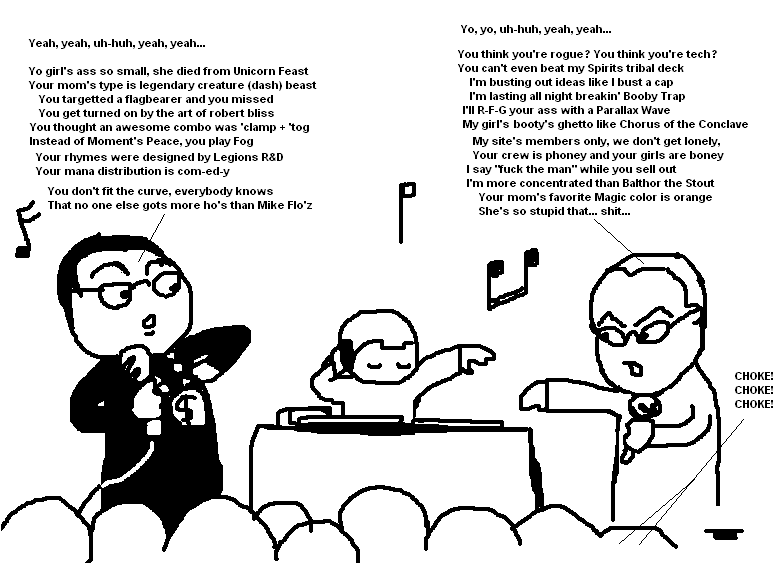 Yeah, yeah, uh-huh, yeah, yeah...
Yo girl's ass so small, she died from Unicorn Feast
Your mom's type is legendary creature (dash) beast
You targetted a flagbearer and you missed
You get turned on by the art of robert bliss
You thought an awesome combo was 'clamp + 'tog
Instead of Moment's Peace, you play Fog
Your rhymes were designed by Legions R&D
Your mana distribution is com-ed-y
You don't fit the curve, everybody knows
That no one else gots more ho's than Mike Flo'z
Yo, yo, uh-huh, yeah, yeah...
You think you're rogue? You think you're tech?
You can't even beat my Spirits tribal deck
I'm busting out ideas like I bust a cap
I'm lasting all night breakin' Booby Trap
I'll R-F-G your ass with a Parallax Wave
My girl's booty's ghetto like Chorus of the Conclave
My site's members only, we don't get lonely,
Your crew is phoney and your girls are boney
I say "fuck the man" while you sell out
I'm more concentrated than Balthor the Stout
Your mom's favorite Magic color is orange
She's so stupid that... shit...
$
CHOKE!
CHOKE!
CHOKE!